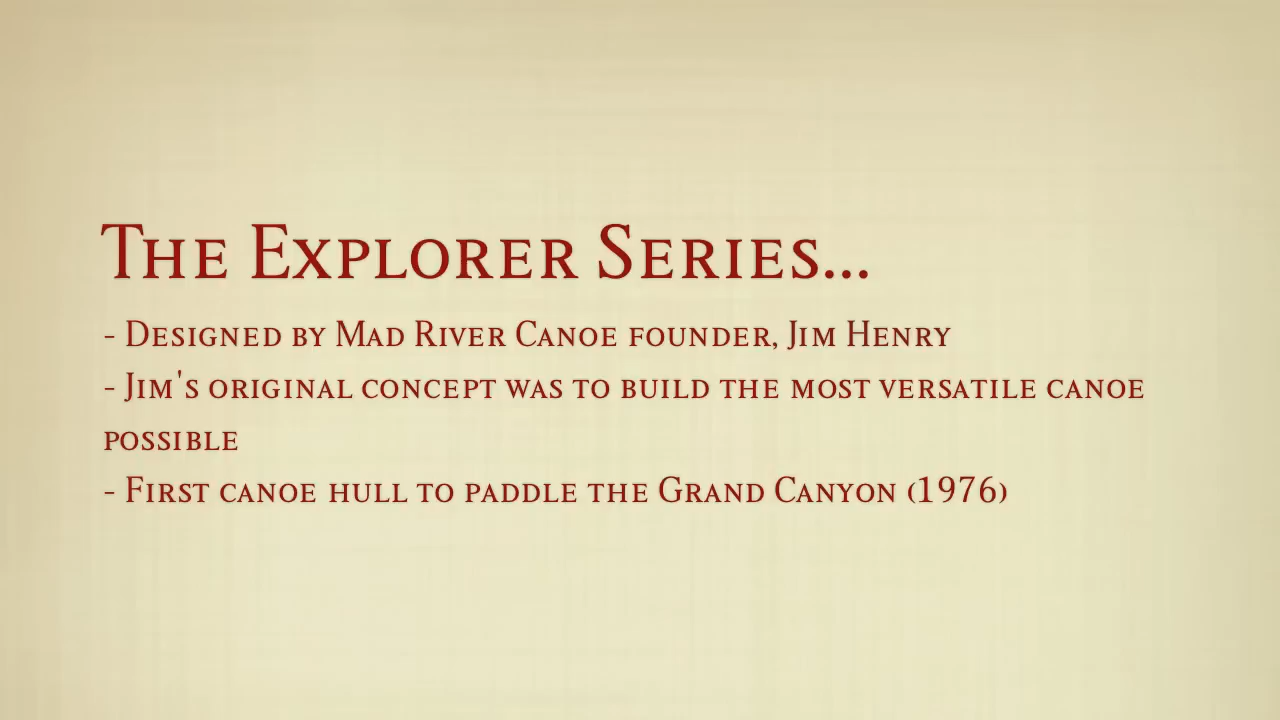 The Explorer Series...
- Designed by Mad River Canoe founder, Jim Henry
- Jim's original concept was to build the most versatile canoe
possible
- First canoe hull to paddle the Grand Canyon (1976)